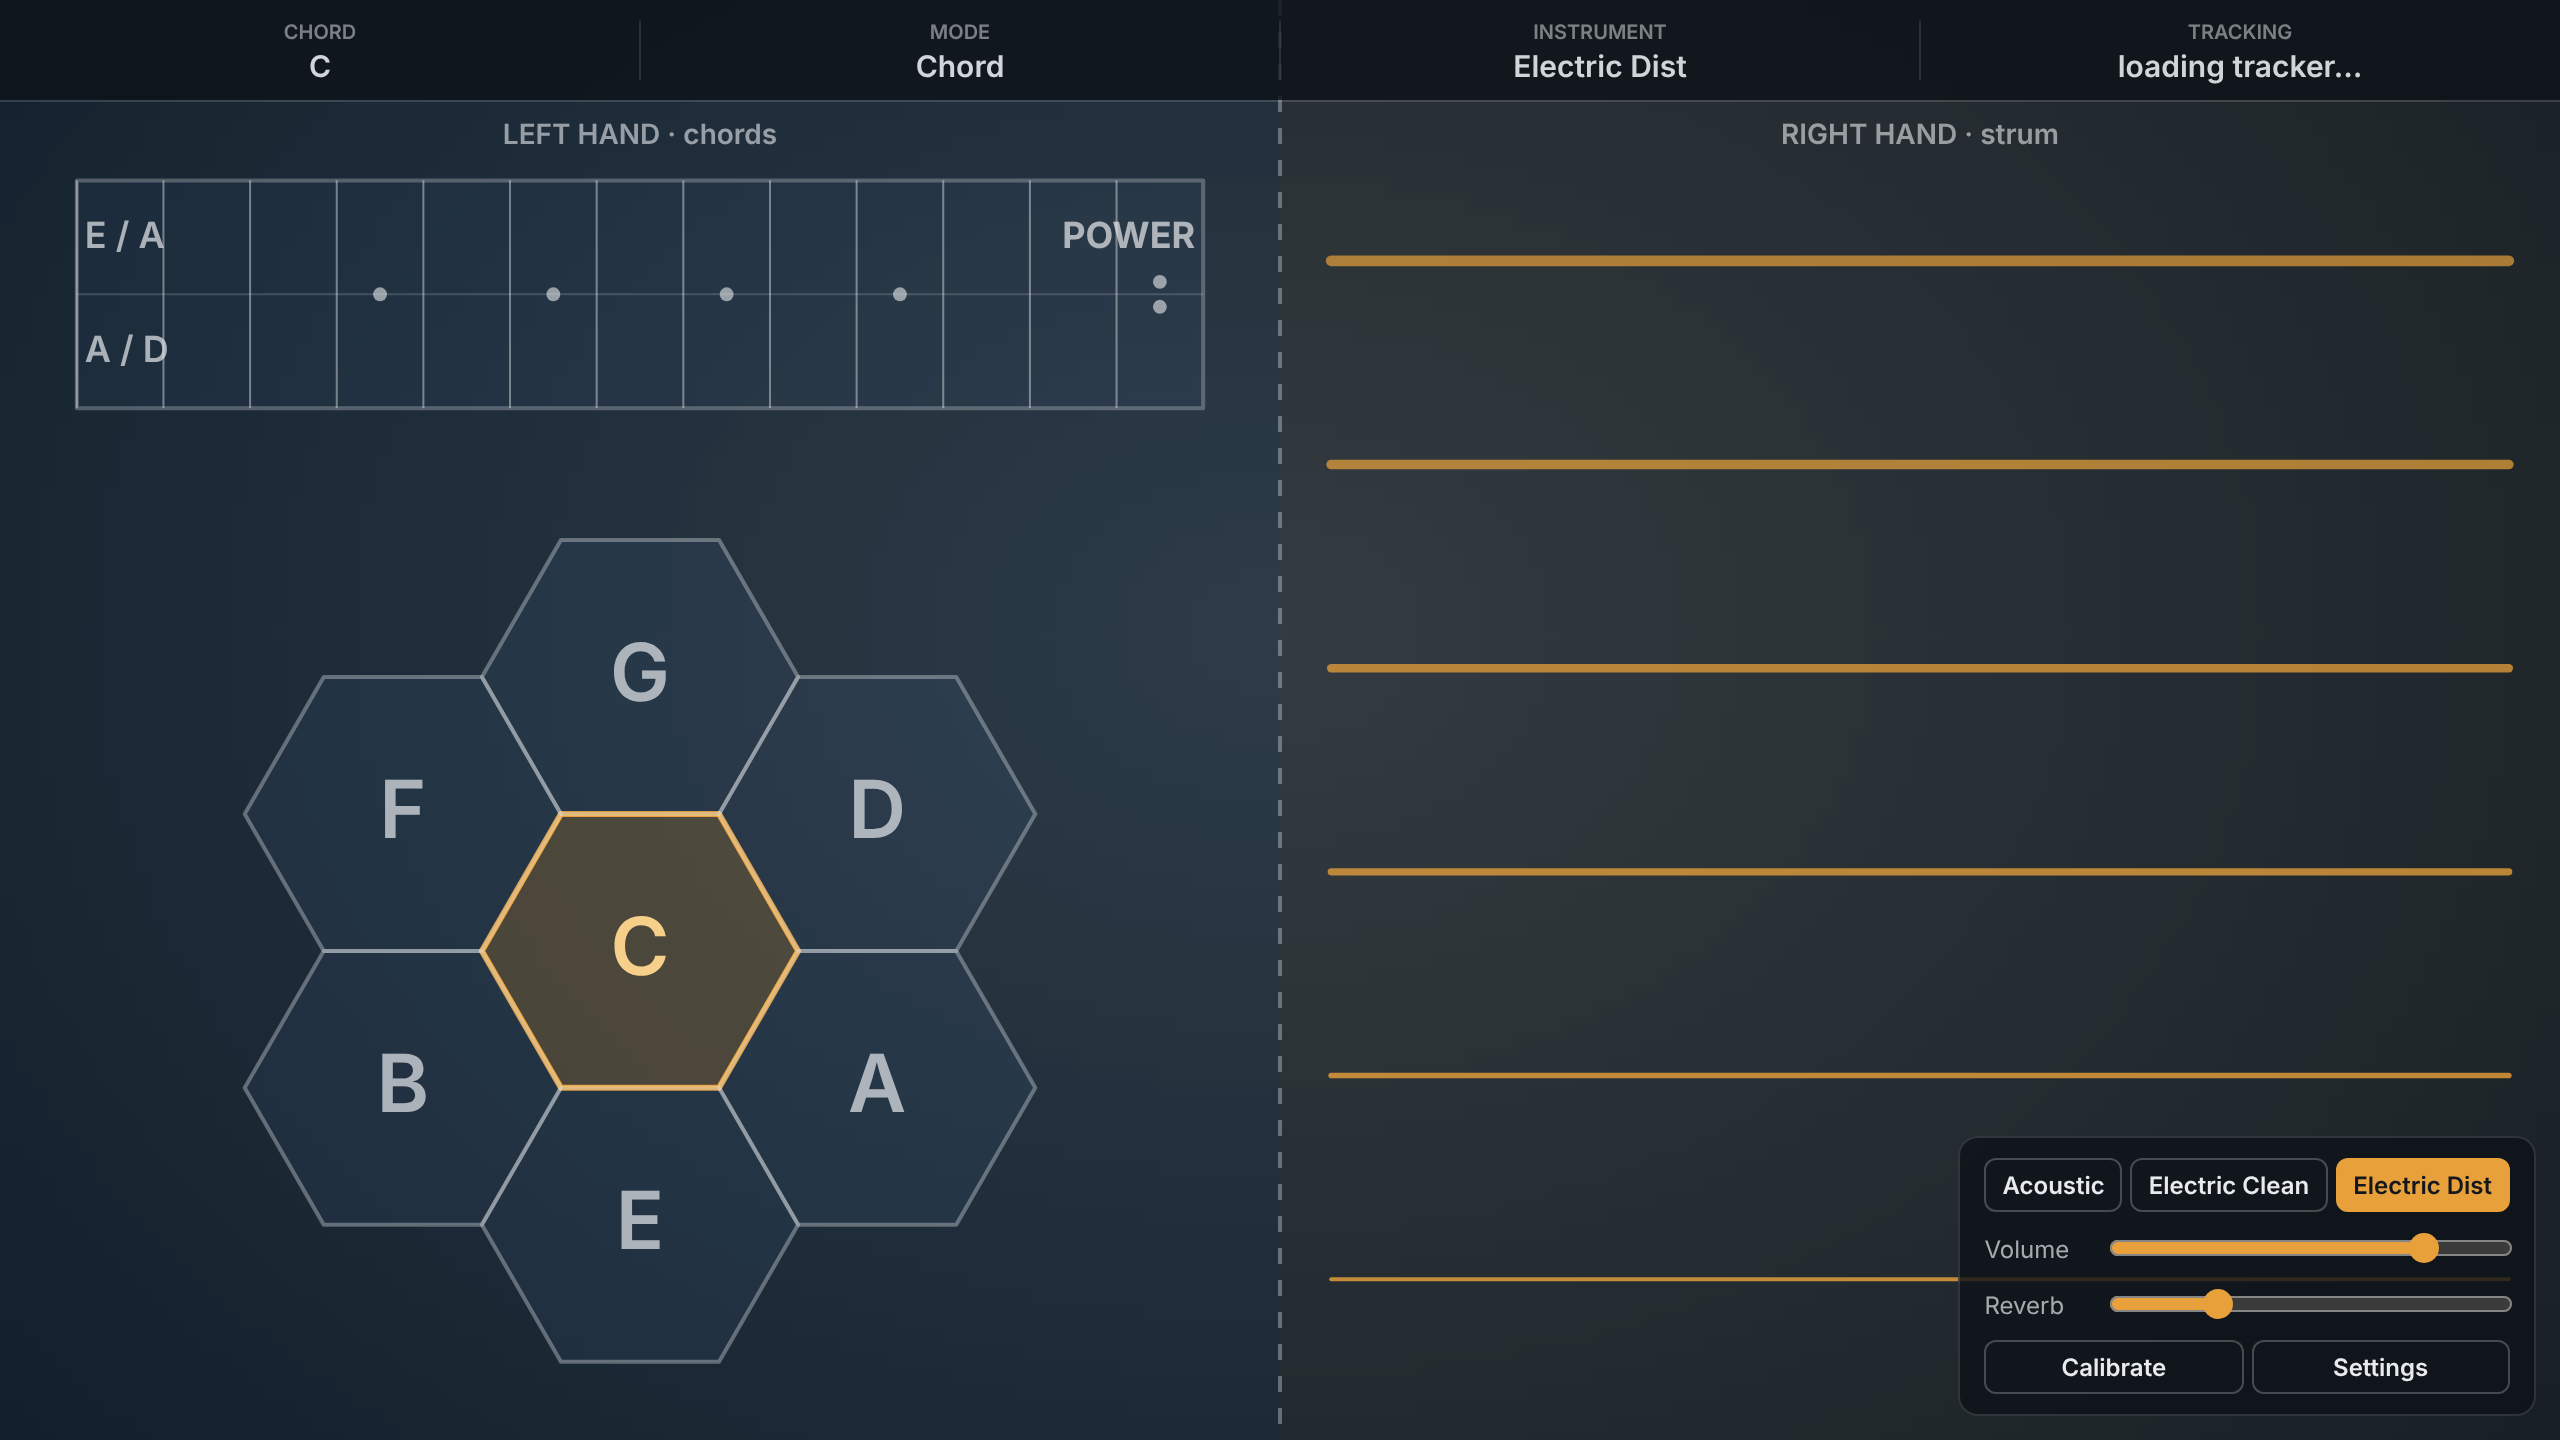 CHORD
C
MODE
Chord
INSTRUMENT
Electric Dist
TRACKING
loading tracker...
LEFT HAND · chords
RIGHT HAND · strum
E / A
POWER
A / D
G
F
D
C
B
A
E
Acoustic
Electric Clean
Electric Dist
Volume
Reverb
Calibrate
Settings